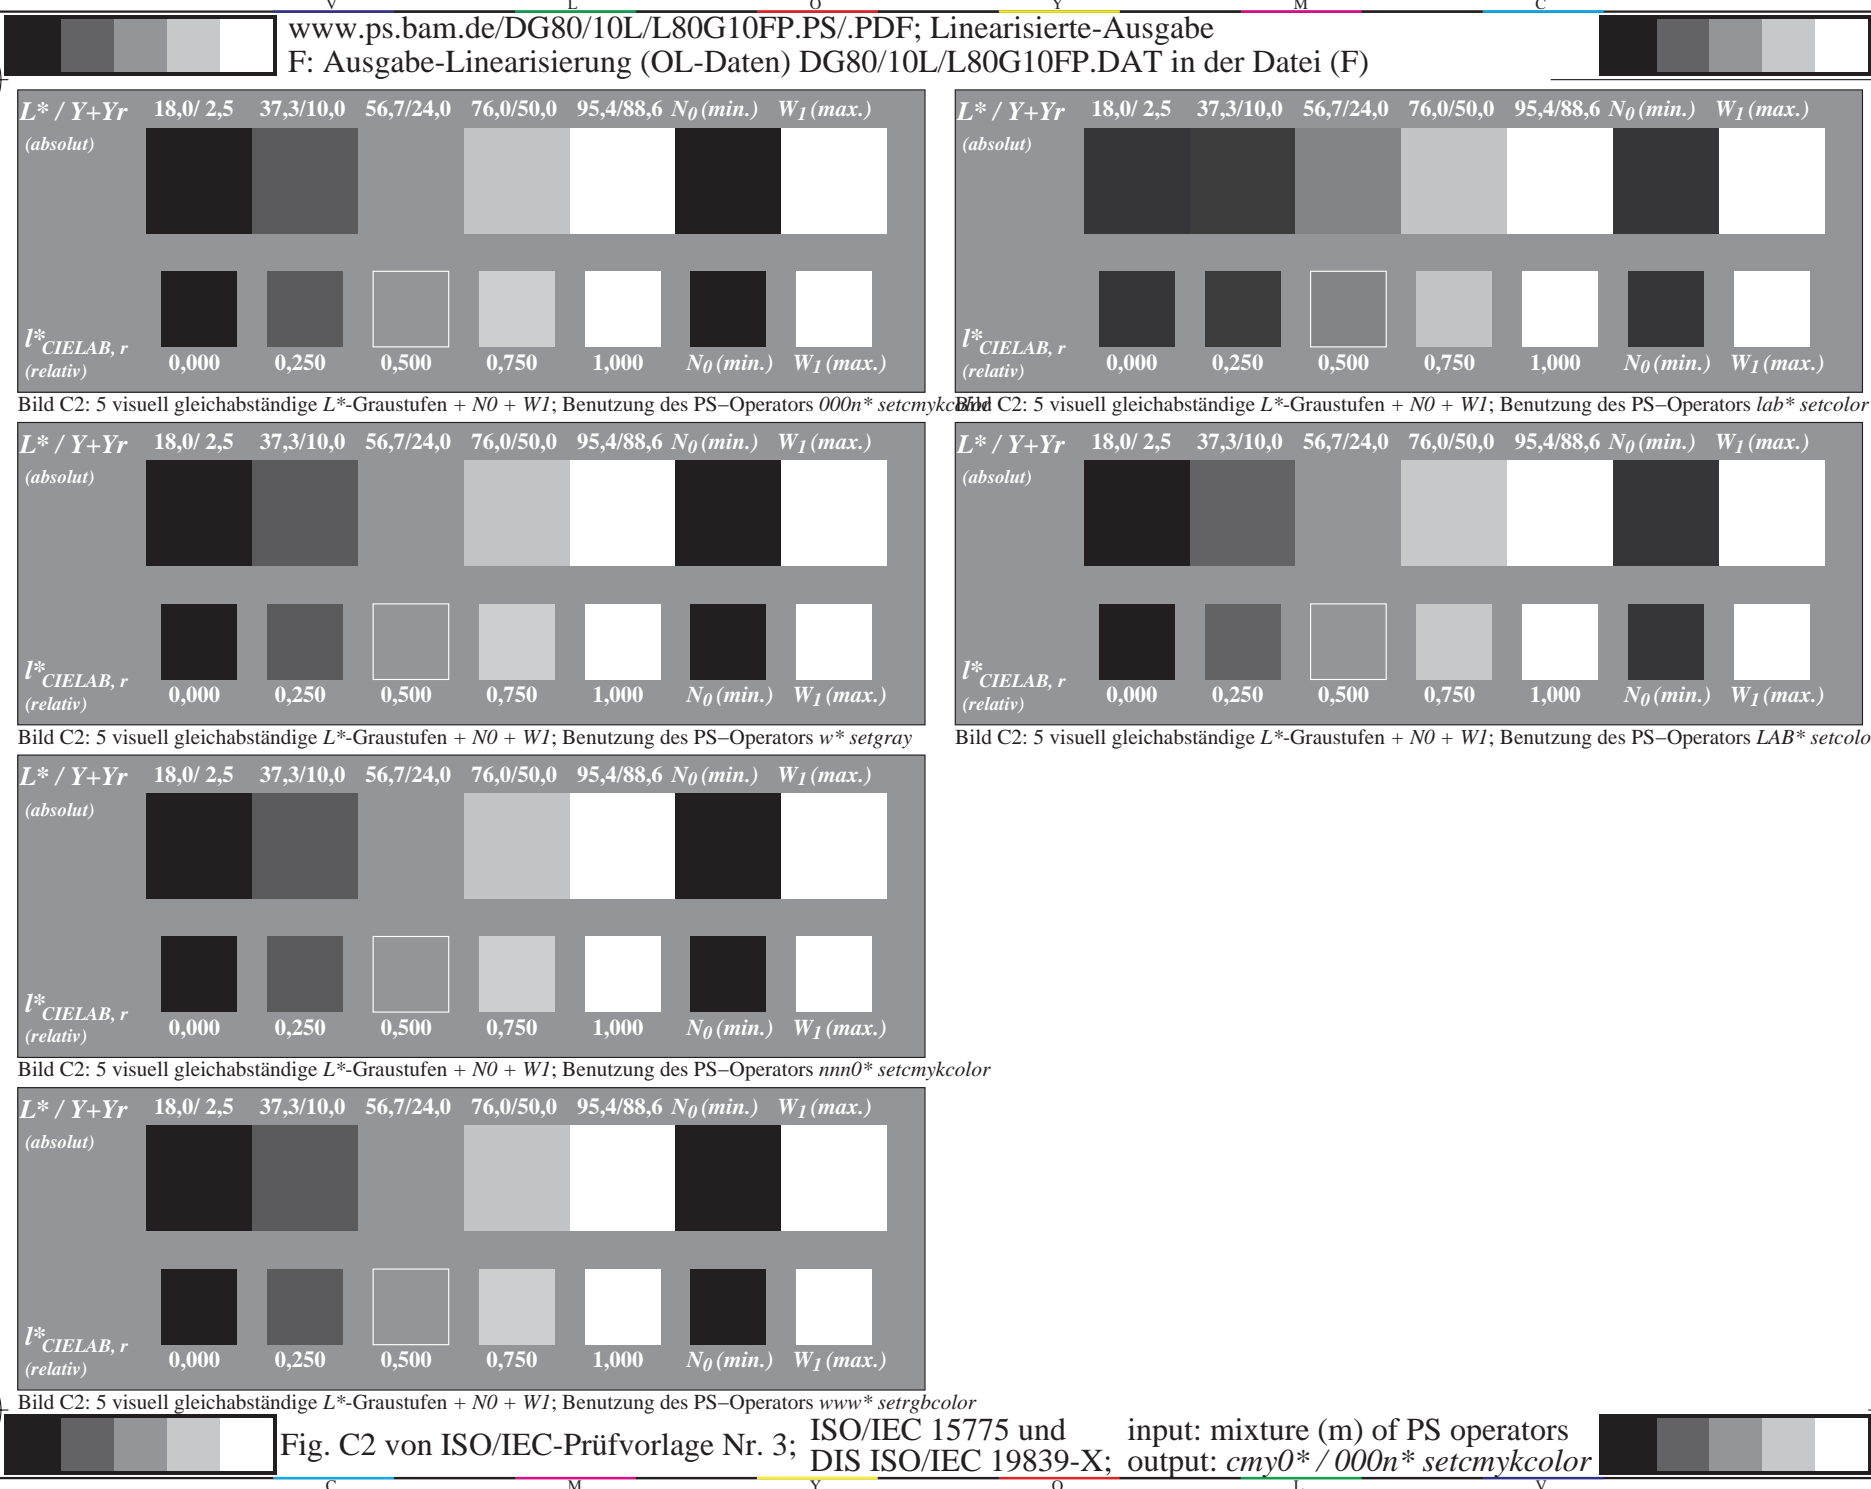 V L O Y M C
www.ps.bam.de/DG80/10L/L80G10FP.PS/.PDF; Linearisierte-Ausgabe
F: Ausgabe-Linearisierung (OL-Daten) DG80/10L/L80G10FP.DAT in der Datei (F)
L* / Y+Yr 18,0/ 2,5 37,3/10,0 56,7/24,0 76,0/50,0 95,4/88,6 N0 (min.) W1 (max.)
(absolut)
l*CIELAB, r
(relativ) 0,000 0,250 0,500 0,750 1,000 N0 (min.) W1 (max.)
Bild C2: 5 visuell gleichabständige L*-Graustufen + N0 + W1; Benutzung des PS−Operators 000n* setcmykcolor
L* / Y+Yr 18,0/ 2,5 37,3/10,0 56,7/24,0 76,0/50,0 95,4/88,6 N0 (min.) W1 (max.)
(absolut)
l*CIELAB, r
(relativ) 0,000 0,250 0,500 0,750 1,000 N0 (min.) W1 (max.)
Bild C2: 5 visuell gleichabständige L*-Graustufen + N0 + W1; Benutzung des PS−Operators lab* setcolor
L* / Y+Yr 18,0/ 2,5 37,3/10,0 56,7/24,0 76,0/50,0 95,4/88,6 N0 (min.) W1 (max.)
(absolut)
l*CIELAB, r
(relativ) 0,000 0,250 0,500 0,750 1,000 N0 (min.) W1 (max.)
Bild C2: 5 visuell gleichabständige L*-Graustufen + N0 + W1; Benutzung des PS−Operators w* setgray
L* / Y+Yr 18,0/ 2,5 37,3/10,0 56,7/24,0 76,0/50,0 95,4/88,6 N0 (min.) W1 (max.)
(absolut)
l*CIELAB, r
(relativ) 0,000 0,250 0,500 0,750 1,000 N0 (min.) W1 (max.)
Bild C2: 5 visuell gleichabständige L*-Graustufen + N0 + W1; Benutzung des PS−Operators LAB* setcolo
L* / Y+Yr 18,0/ 2,5 37,3/10,0 56,7/24,0 76,0/50,0 95,4/88,6 N0 (min.) W1 (max.)
(absolut)
l*CIELAB, r
(relativ) 0,000 0,250 0,500 0,750 1,000 N0 (min.) W1 (max.)
Bild C2: 5 visuell gleichabständige L*-Graustufen + N0 + W1; Benutzung des PS−Operators nnn0* setcmykcolor
L* / Y+Yr 18,0/ 2,5 37,3/10,0 56,7/24,0 76,0/50,0 95,4/88,6 N0 (min.) W1 (max.)
(absolut)
l*CIELAB, r
(relativ) 0,000 0,250 0,500 0,750 1,000 N0 (min.) W1 (max.)
Bild C2: 5 visuell gleichabständige L*-Graustufen + N0 + W1; Benutzung des PS−Operators www* setrgbcolor
Fig. C2 von ISO/IEC-Prüfvorlage Nr. 3;
ISO/IEC 15775 und
DIS ISO/IEC 19839-X;
input: mixture (m) of PS operators
output: cmy0* / 000n* setcmykcolor
C M Y O L V